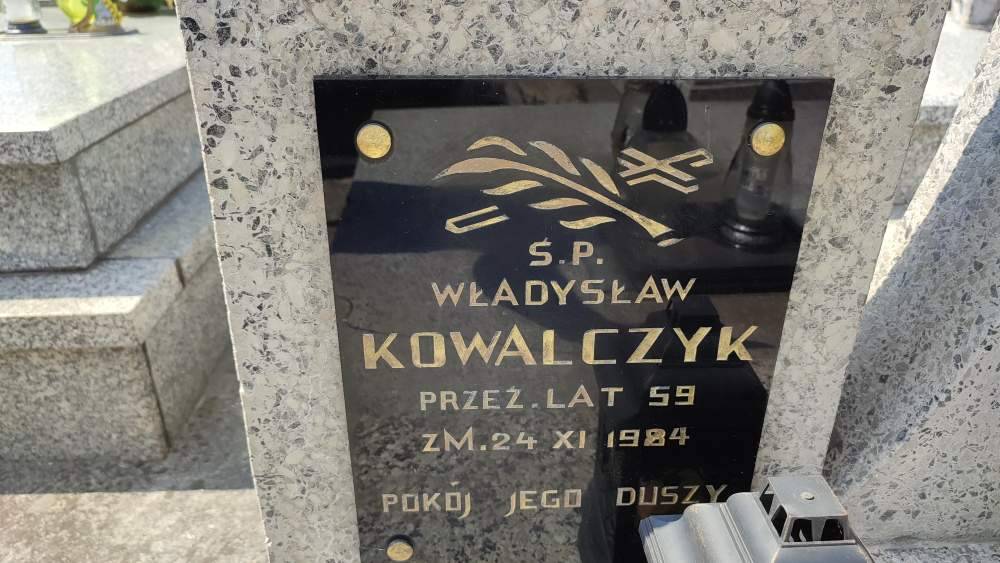 Ś.P.
WŁADYSŁAW
KOWALCZYK
PRZEŻ.LAT 59
ZM.24 XI 1984
POKÓJ JEGO DUSZY